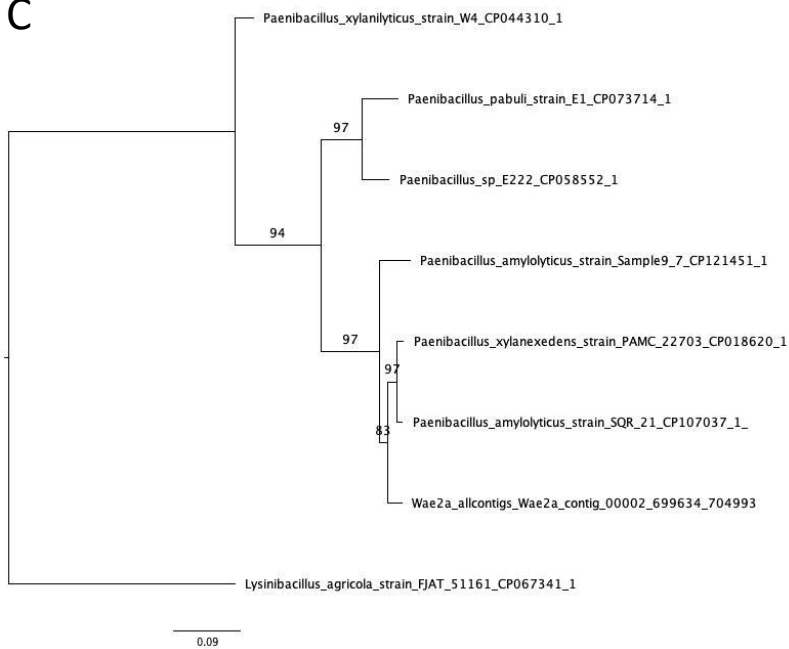 C
Paenibacillus_xylanilyticus_strain_W4_CP044310_1
Paenibacillus_pabuli_strain_E1_CP073714_1
97
Paenibacillus_sp_E222_CP058552_1
94
Paenibacillus_amylolyticus_strain_Sample9_7_CP121451_1
97
Paenibacillus_xylanexedens_strain_PAMC_22703_CP018620_1
97
Paenibacillus_amylolyticus_strain_SQR_21_CP107037_1_
83
Wae2a_allcontigs_Wae2a_contig_00002_699634_704993
Lysinibacillus_agricola_strain_FJAT_51161_CP067341_1
0.09